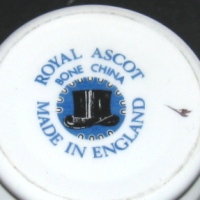 ROYAL ASCOT
BONE CHINA
MADE IN ENGLAND